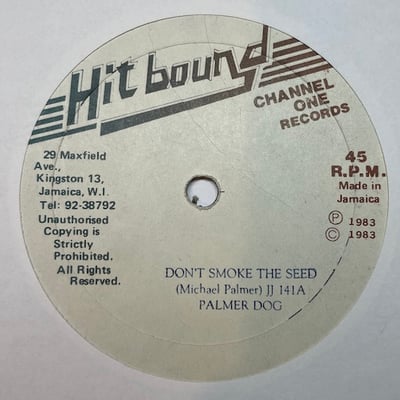 Hit bound
CHANNEL
ONE
RECORDS
29 Maxfield
Ave.,
Kingston 13,
Jamaica, W.I.
Tel: 92-38792
Unauthorised
Copying is
Strictly
Prohibited.
All Rights
Reserved.
45
R.P.M.
Made in
Jamaica
Ⓟ 1983
© 1983
DON'T SMOKE THE SEED
(Michael Palmer) JJ 141A
PALMER DOG